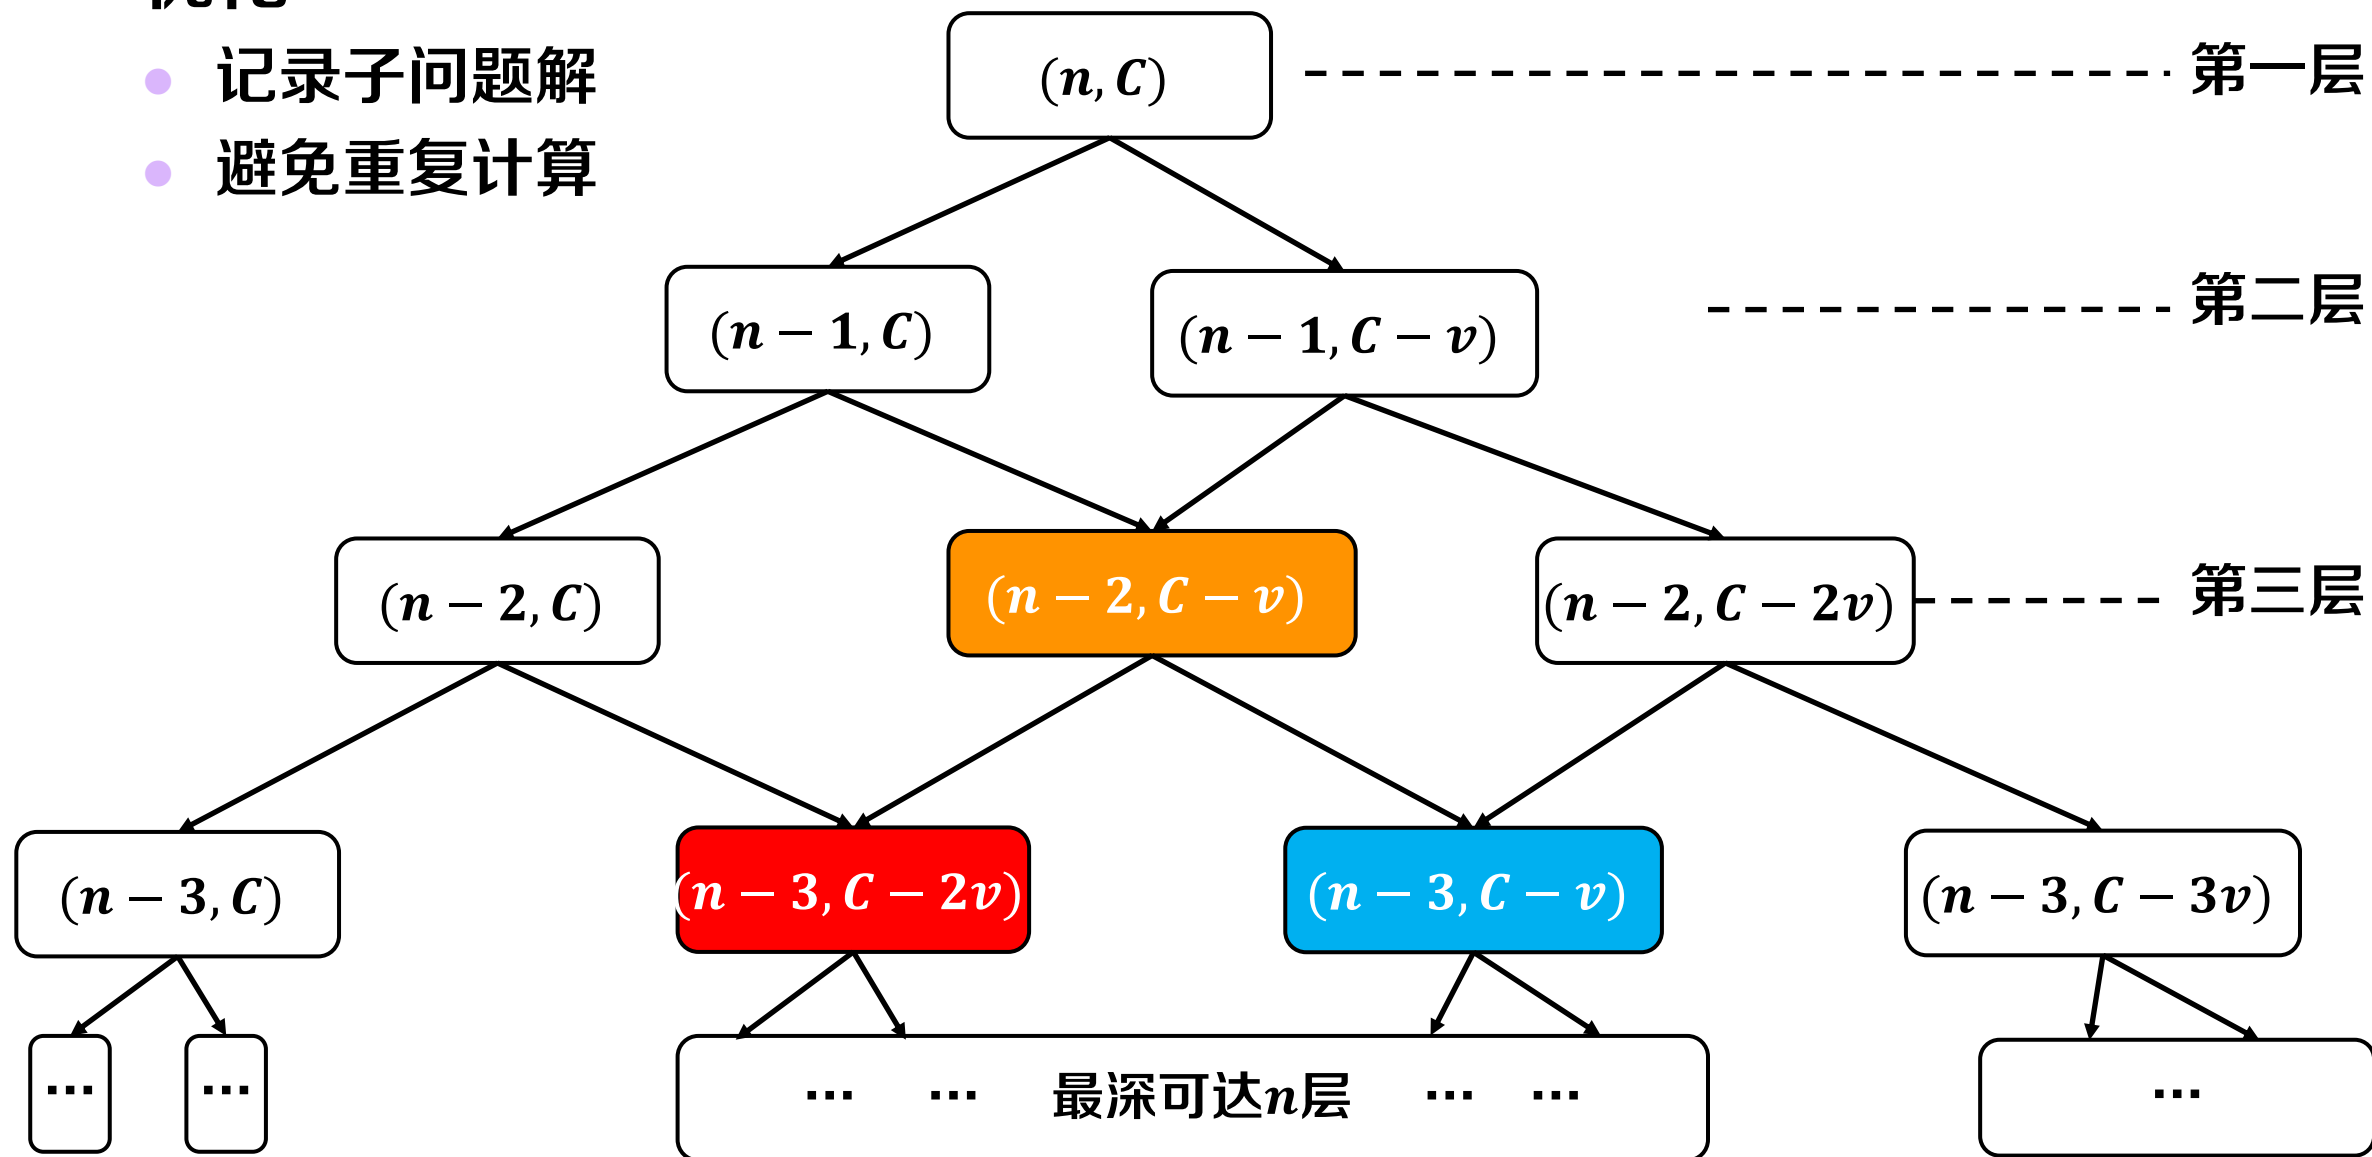 记录子问题解
避免重复计算
(n, C)
第一层
(n − 1, C)
(n − 1, C − v)
第二层
(n − 2, C)
(n − 2, C − v)
(n − 2, C − 2v)
第三层
(n − 3, C)
(n − 3, C − 2v)
(n − 3, C − v)
(n − 3, C − 3v)
...
...
... ... 最深可达n层 ... ...
...